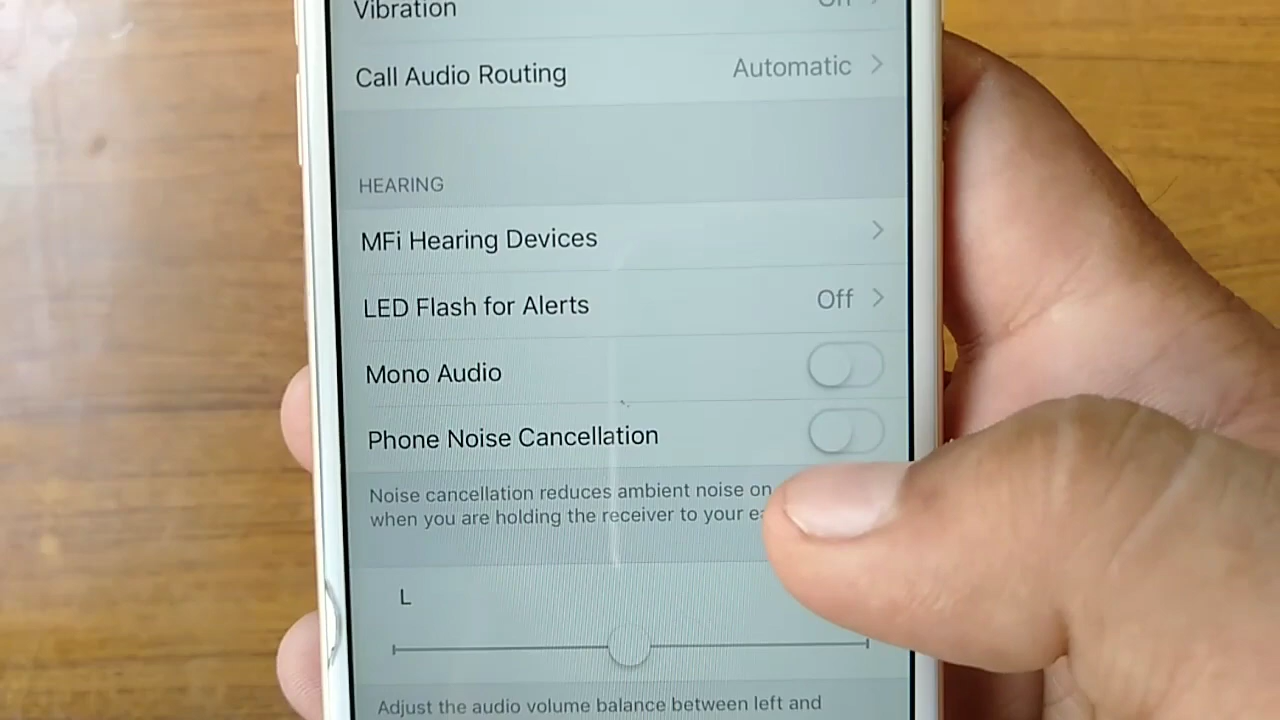 Vibration
Call Audio Routing Automatic
HEARING
MFi Hearing Devices
LED Flash for Alerts Off
Mono Audio
Phone Noise Cancellation
Noise cancellation reduces ambient noise on
when you are holding the receiver to your
L
Adjust the audio volume balance between left and